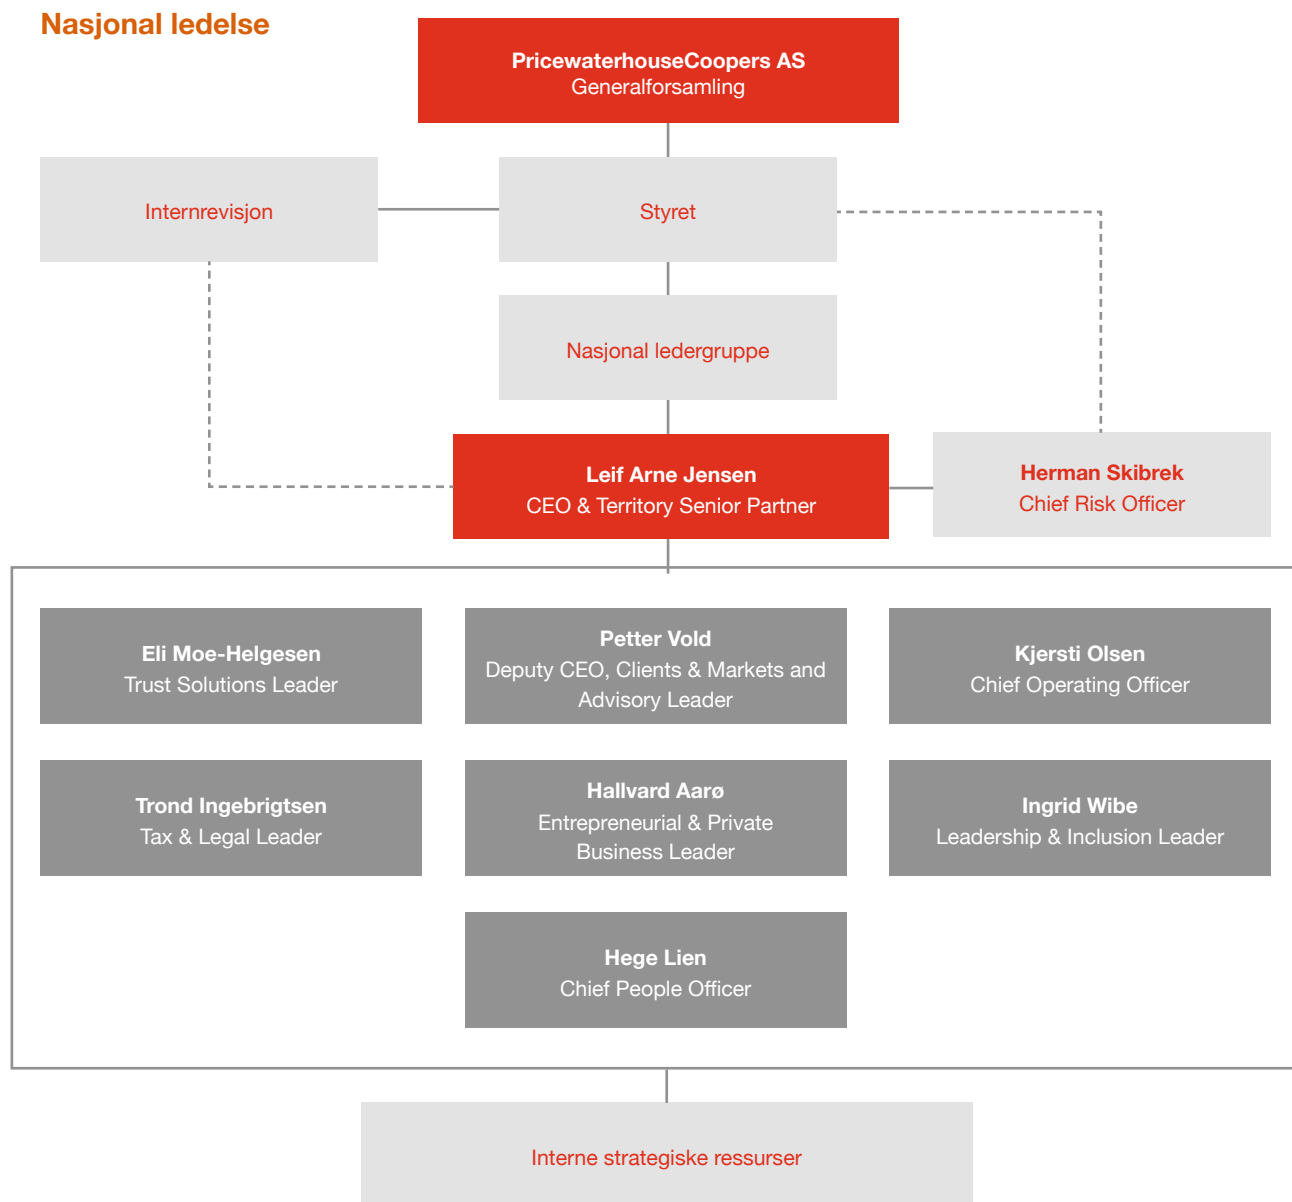 Nasjonal ledelse
PricewaterhouseCoopers AS
Generalforsamling
Internrevisjon
Styret
Nasjonal ledergruppe
Leif Arne Jensen
CEO & Territory Senior Partner
Herman Skibrek
Chief Risk Officer
Eli Moe-Helgesen
Trust Solutions Leader
Petter Vold
Deputy CEO, Clients & Markets and
Advisory Leader
Kjersti Olsen
Chief Operating Officer
Trond Ingebrigtsen
Tax & Legal Leader
Hallvard Aarø
Entrepreneurial & Private
Business Leader
Ingrid Wibe
Leadership & Inclusion Leader
Hege Lien
Chief People Officer
Interne strategiske ressurser